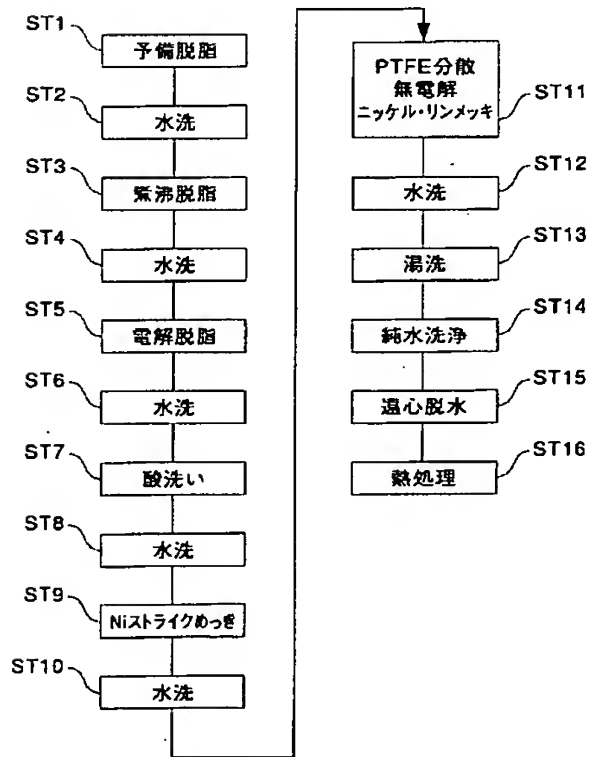 ST1
予備脱脂
ST2
水洗
ST3
煮沸脱脂
ST4
水洗
ST5
電解脱脂
ST6
水洗
ST7
酸洗い
ST8
水洗
ST9
Niストライクめっき
ST10
水洗
PTFE分散
無電解
ニッケル・リンメッキ
ST11
ST12
水洗
ST13
湯洗
ST14
純水洗浄
ST15
遠心脱水
ST16
熱処理